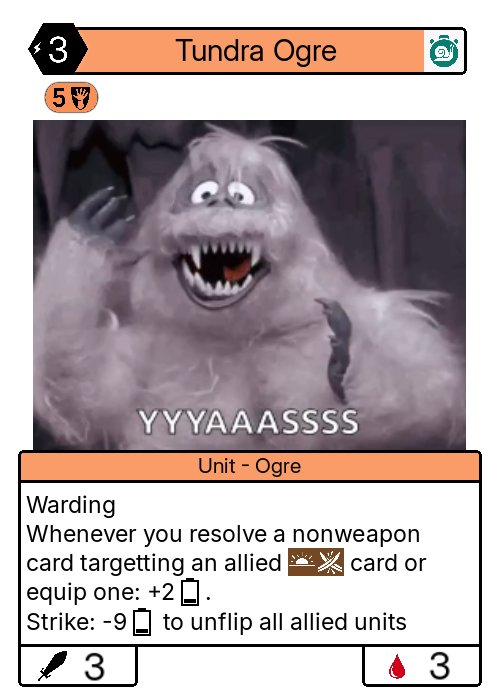 3
Tundra Ogre
5
YYYAAASSSS
Unit - Ogre
Warding
Whenever you resolve a nonweapon
card targetting an allied card or
equip one: +2 .
Strike: -9 to unflip all allied units
3
3